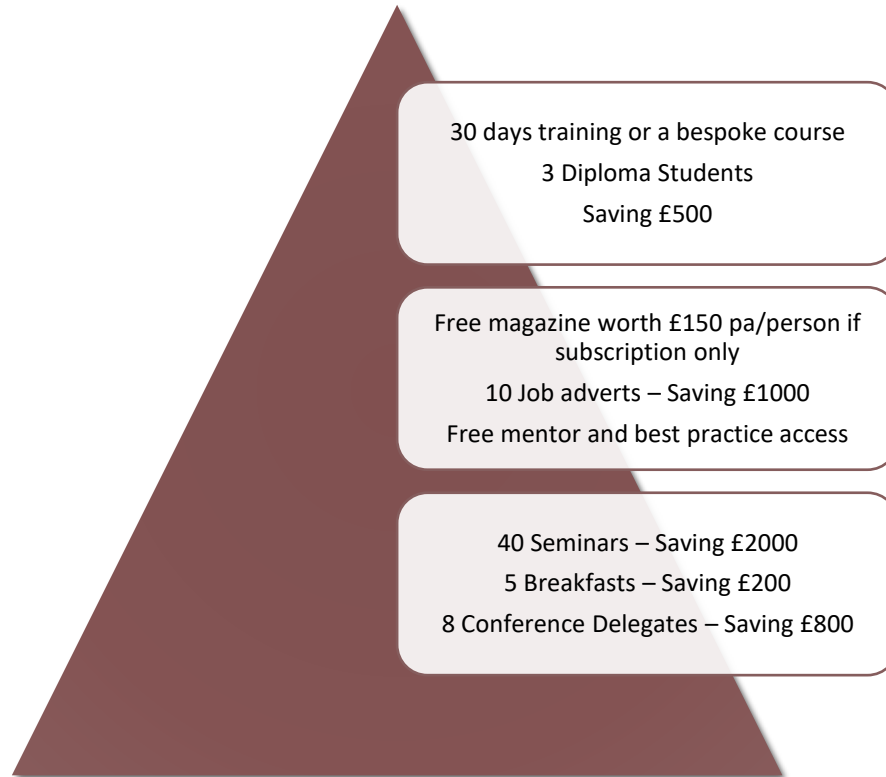 30 days training or a bespoke course
3 Diploma Students
Saving £500
Free magazine worth £150 pa/person if
subscription only
10 Job adverts – Saving £1000
Free mentor and best practice access
40 Seminars – Saving £2000
5 Breakfasts – Saving £200
8 Conference Delegates – Saving £800